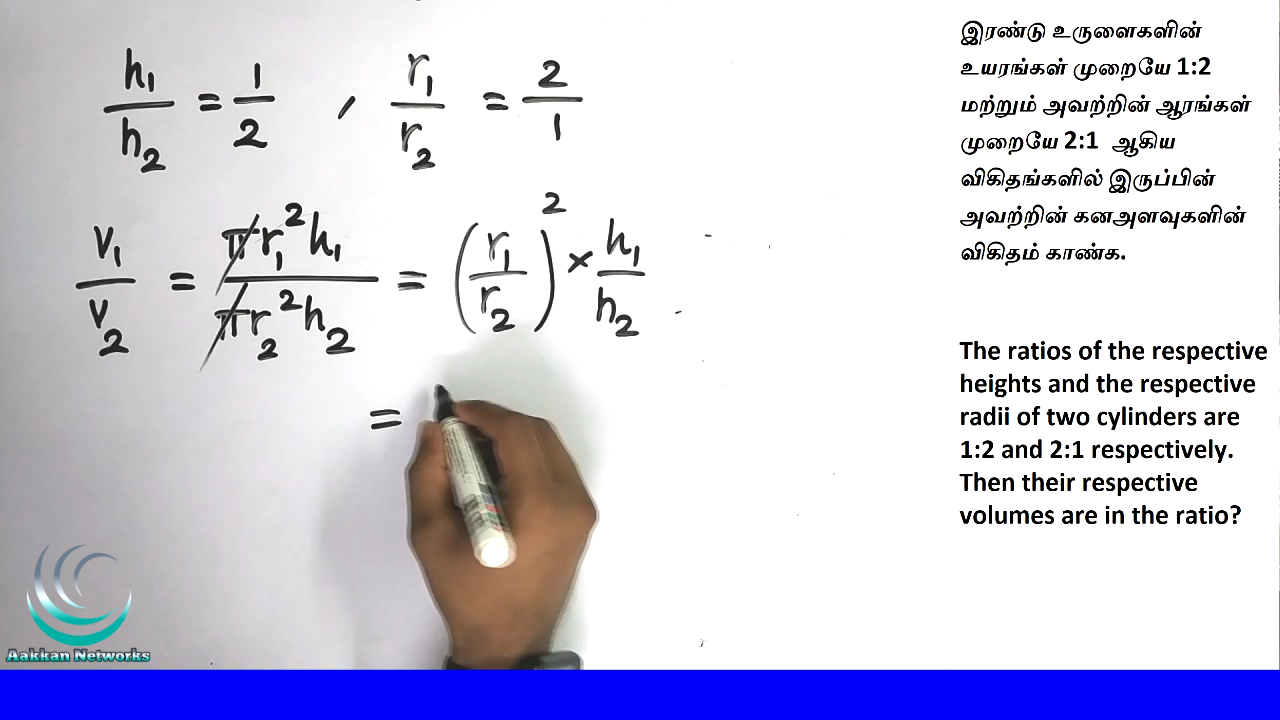 h₁/h₂ = 1/2 , r₁/r₂ = 2/1
V₁/V₂ = πr₁²h₁/πr₂²h₂ = (r₁/r₂)² × h₁/h₂
=
இரண்டு உருளைகளின்
உயரங்கள் முறையே 1:2
மற்றும் அவற்றின் ஆரங்கள்
முறையே 2:1 ஆகிய
விகிதங்களில் இருப்பின்
அவற்றின் கனஅளவுகளின்
விகிதம் காண்க.
The ratios of the respective
heights and the respective
radii of two cylinders are
1:2 and 2:1 respectively.
Then their respective
volumes are in the ratio?
Aakkan Networks